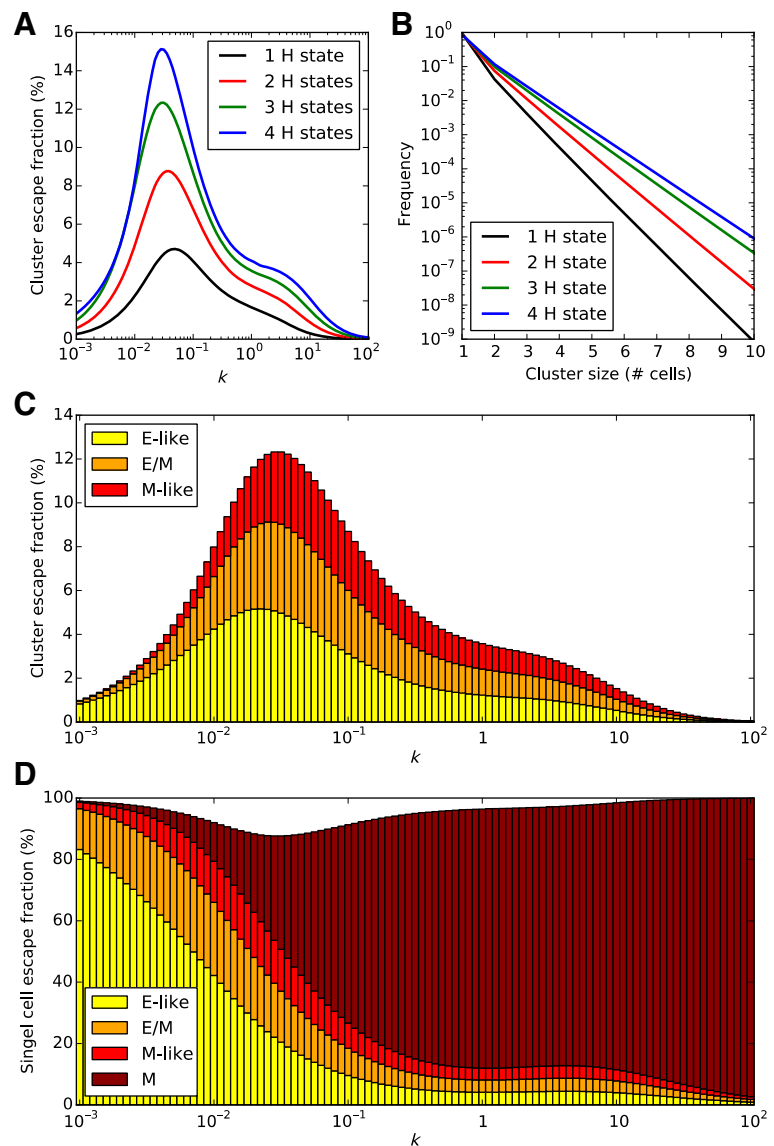 A
Cluster escape fraction (%)
16
14
12
10
8
6
4
2
0
1 H state
2 H states
3 H states
4 H states
10^-3
10^-2
10^-1
10^0
10^1
10^2
k
B
Frequency
10^0
10^-1
10^-2
10^-3
10^-4
10^-5
10^-6
10^-7
10^-8
10^-9
1 H state
2 H state
3 H state
4 H state
1 2 3 4 5 6 7 8 9 10
Cluster size (# cells)
C
Cluster escape fraction (%)
14
12
10
8
6
4
2
0
E-like
E/M
M-like
10^-3
10^-2
10^-1
1
10
10^2
k
D
Singel cell escape fraction (%)
100
80
60
40
20
0
E-like
E/M
M-like
M
10^-3
10^-2
10^-1
1
10
10^2
k